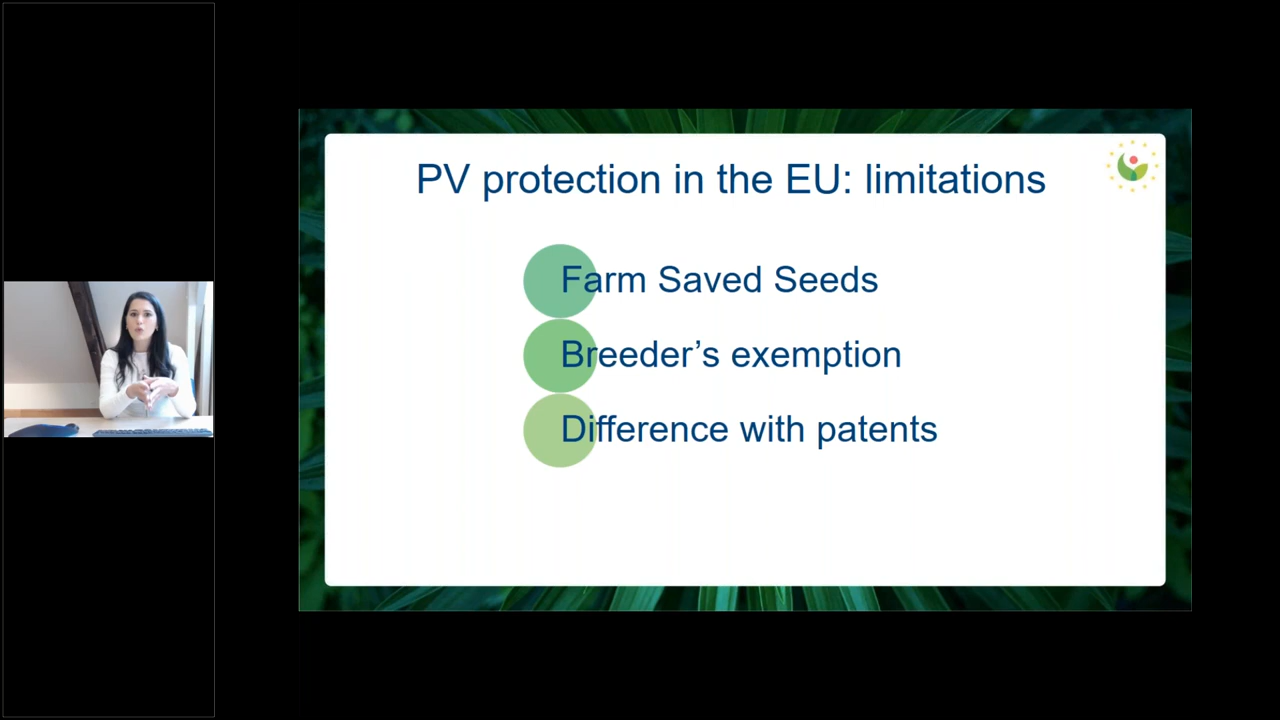 PV protection in the EU: limitations
Farm Saved Seeds
Breeder’s exemption
Difference with patents